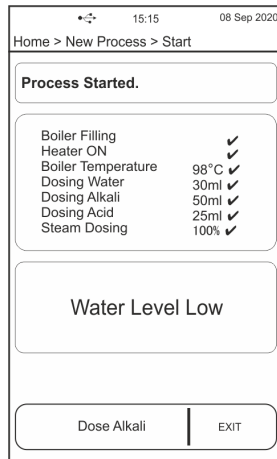 15:15 08 Sep 2020
Home > New Process > Start
Process Started.
Boiler Filling ✔
Heater ON ✔
Boiler Temperature 98°C ✔
Dosing Water 30ml ✔
Dosing Alkali 50ml ✔
Dosing Acid 25ml ✔
Steam Dosing 100% ✔
Water Level Low
Dose Alkali EXIT